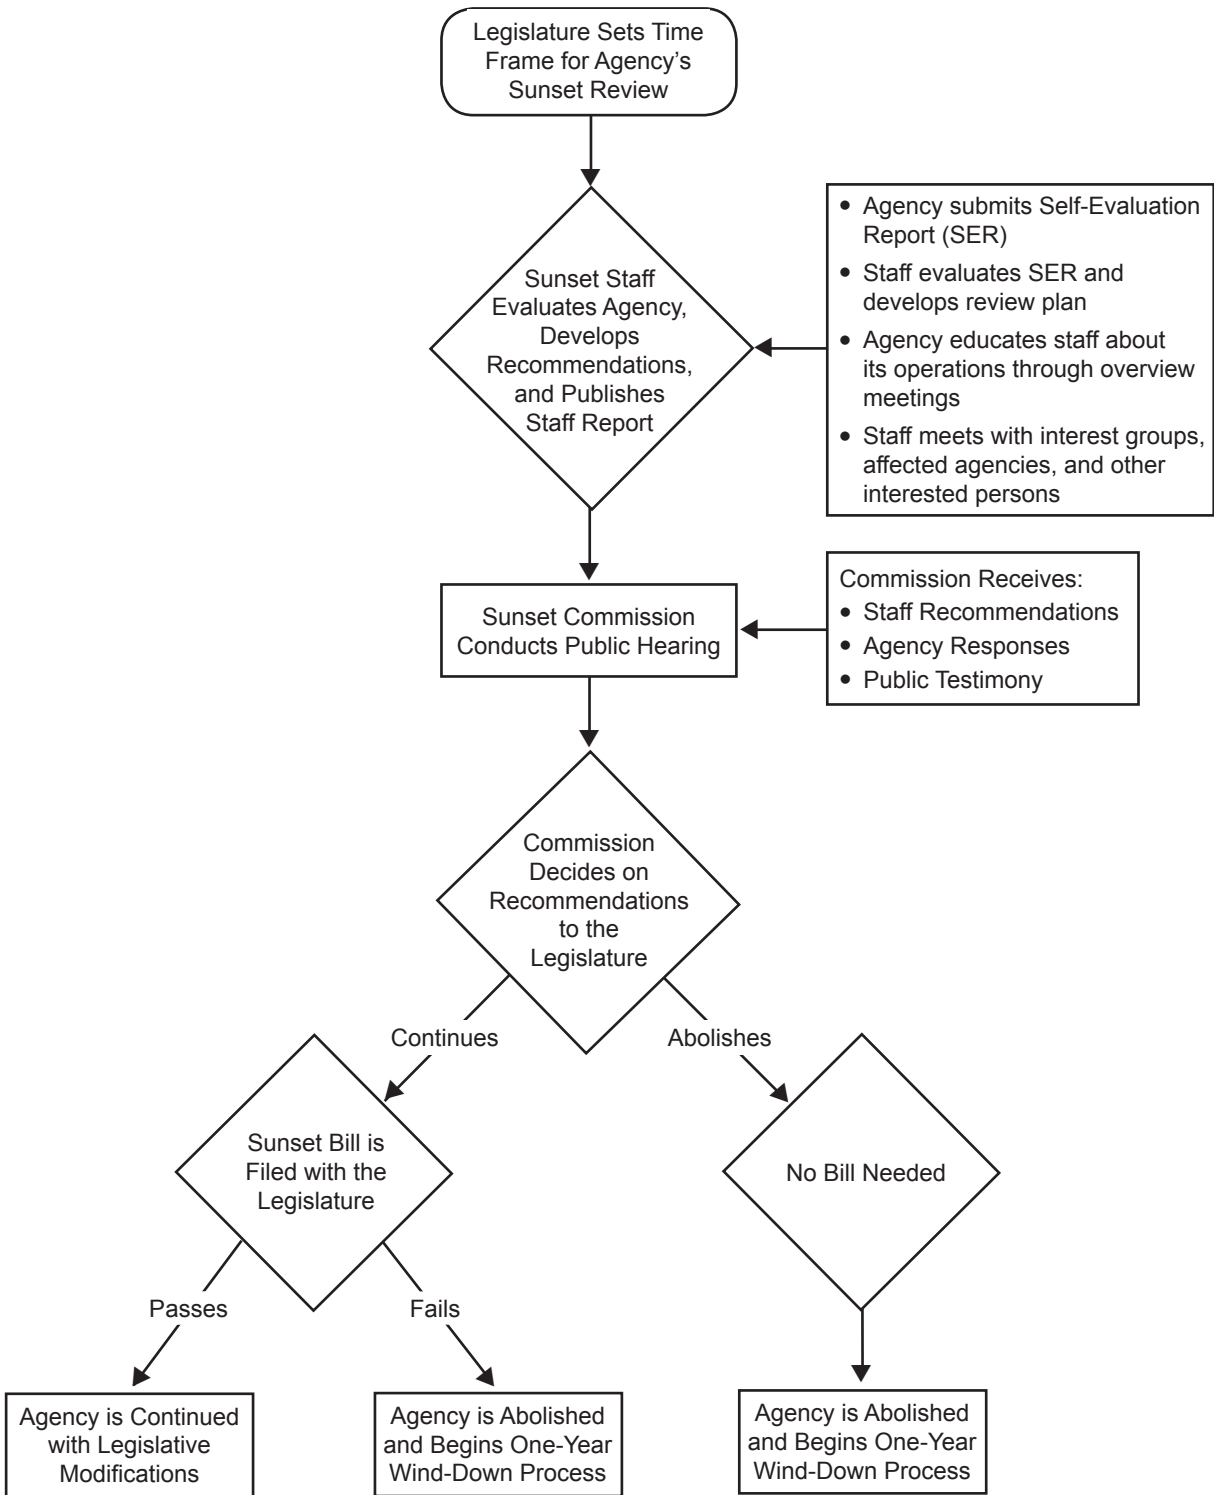 Legislature Sets Time
Frame for Agency's
Sunset Review
Sunset Staff
Evaluates Agency,
Develops
Recommendations,
and Publishes
Staff Report
• Agency submits Self-Evaluation
Report (SER)
• Staff evaluates SER and
develops review plan
• Agency educates staff about
its operations through overview
meetings
• Staff meets with interest groups,
affected agencies, and other
interested persons
Sunset Commission
Conducts Public Hearing
Commission Receives:
• Staff Recommendations
• Agency Responses
• Public Testimony
Commission
Decides on
Recommendations
to the
Legislature
Continues
Abolishes
Sunset Bill is
Filed with the
Legislature
No Bill Needed
Passes
Fails
Agency is Continued
with Legislative
Modifications
Agency is Abolished
and Begins One-Year
Wind-Down Process
Agency is Abolished
and Begins One-Year
Wind-Down Process